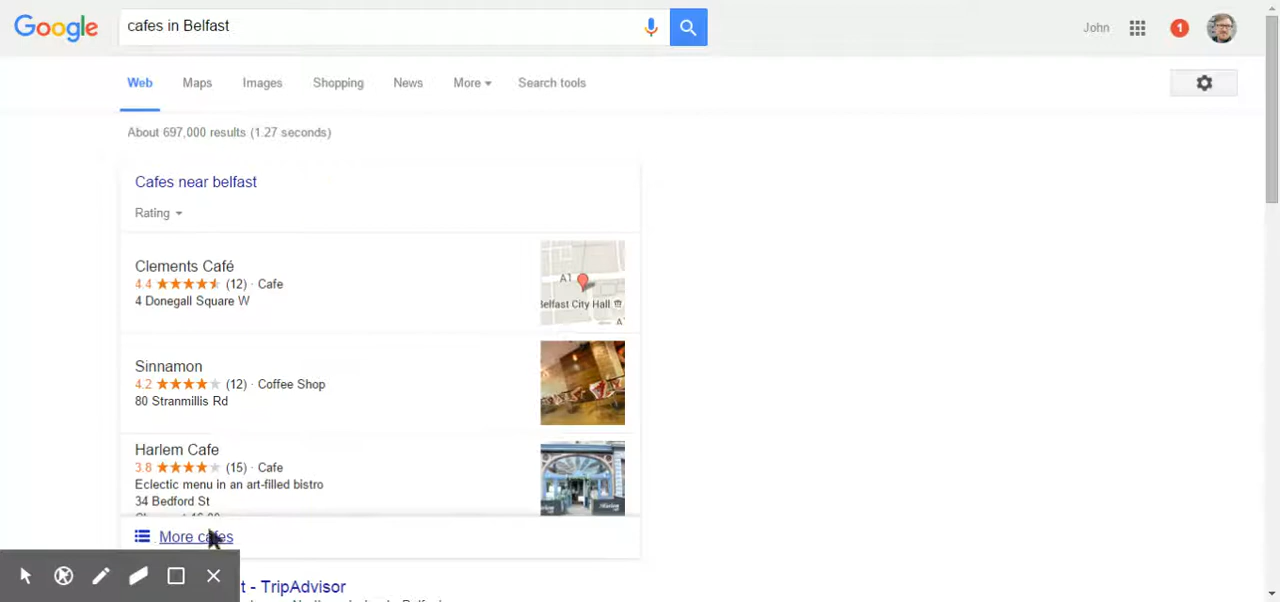 Google
cafes in Belfast
John
1
Web Maps Images Shopping News More Search tools
About 697,000 results (1.27 seconds)
Cafes near belfast
Rating
Clements Café
4.4 (12) · Cafe
4 Donegall Square W
A1
Belfast City Hall
A
Sinnamon
4.2 (12) · Coffee Shop
80 Stranmillis Rd
Harlem Cafe
3.8 (15) · Cafe
Eclectic menu in an art-filled bistro
34 Bedford St
More cafes
t - TripAdvisor